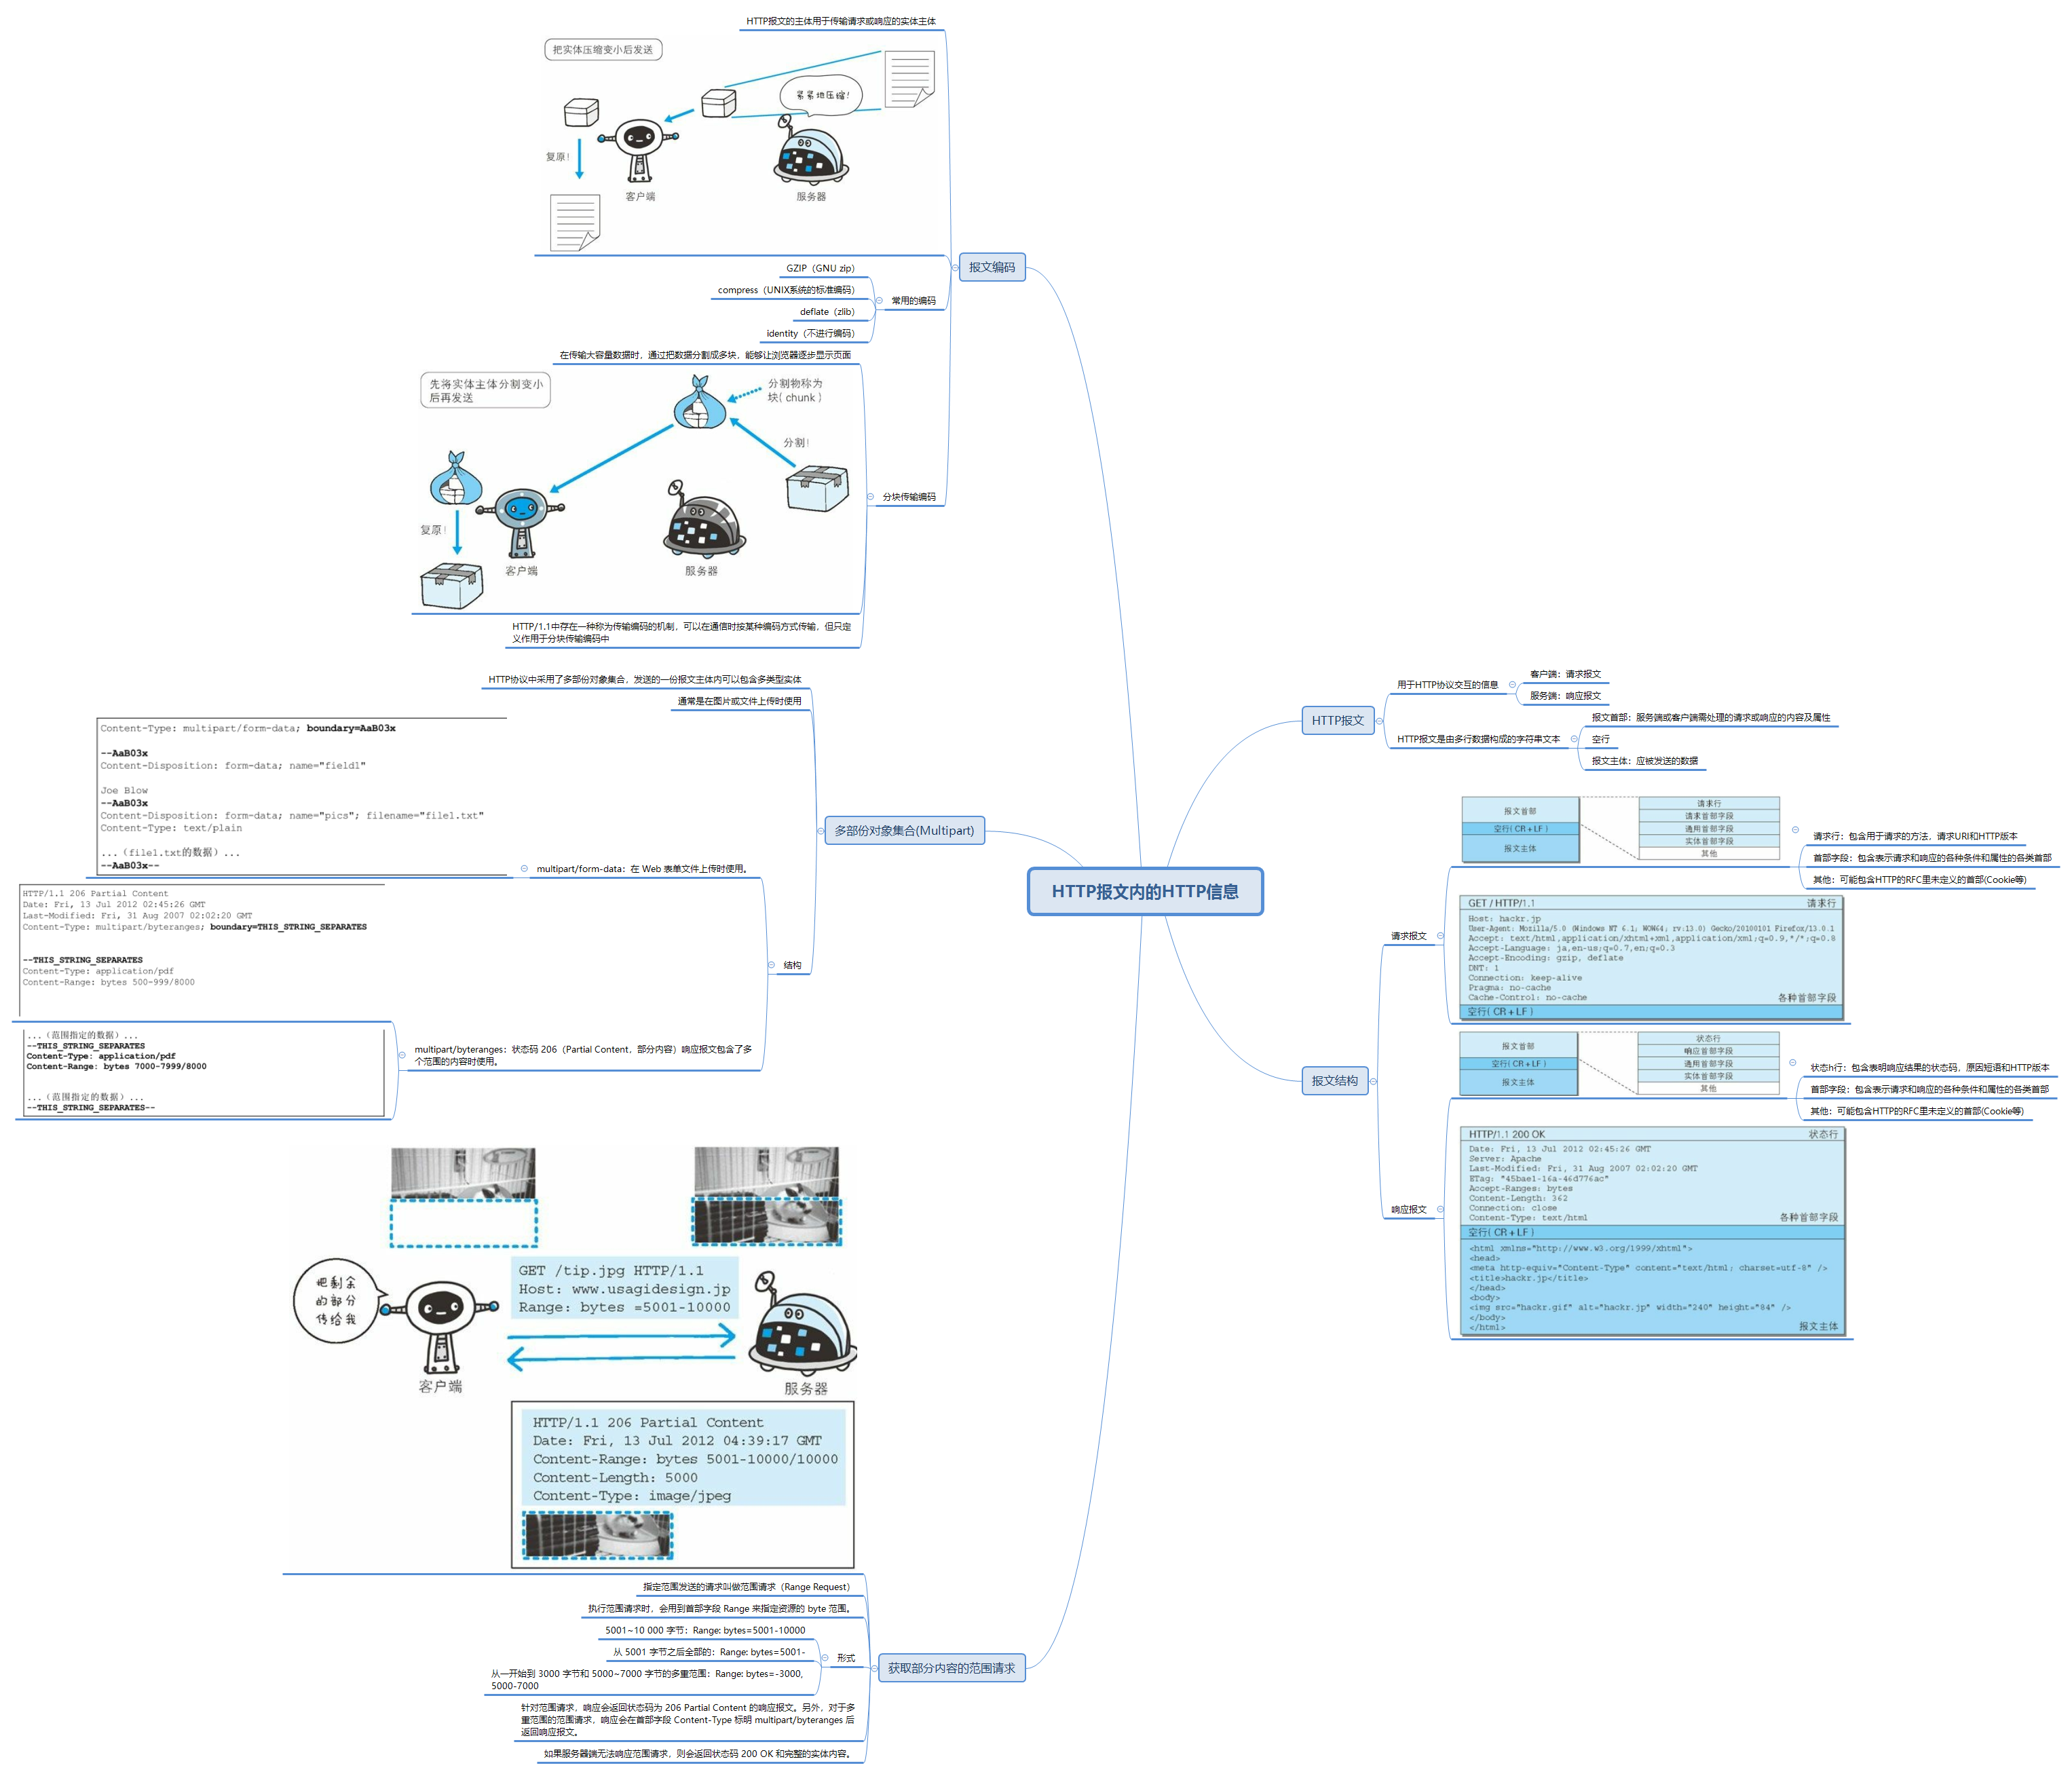 HTTP报文内的HTTP信息
HTTP报文
用于HTTP协议交互的信息
客户端：请求报文
服务端：响应报文
HTTP报文是由多行数据构成的字符串文本
报文首部：服务端或客户端需处理的请求或响应的内容及属性
空行
报文主体：应被发送的数据
报文结构
请求报文
报文首部
空行( CR + LF )
报文主体
请求行
请求首部字段
通用首部字段
实体首部字段
其他
请求行：包含用于请求的方法，请求URI和HTTP版本
首部字段：包含表示请求和响应的各种条件和属性的各类首部
其他：可能包含HTTP的RFC里未定义的首部(Cookie等)
GET / HTTP/1.1 请求行
Host: hackr.jp
User-Agent: Mozilla/5.0 (Windows NT 6.1; WOW64; rv:13.0) Gecko/20100101 Firefox/13.0.1
Accept: text/html,application/xhtml+xml,application/xml;q=0.9,*/*;q=0.8
Accept-Language: ja,en-us;q=0.7,en;q=0.3
Accept-Encoding: gzip, deflate
DNT: 1
Connection: keep-alive
Pragma: no-cache
Cache-Control: no-cache 各种首部字段
空行( CR + LF )
响应报文
报文首部
空行( CR + LF )
报文主体
状态行
响应首部字段
通用首部字段
实体首部字段
其他
状态h行：包含表明响应结果的状态码，原因短语和HTTP版本
首部字段：包含表示请求和响应的各种条件和属性的各类首部
其他：可能包含HTTP的RFC里未定义的首部(Cookie等)
HTTP/1.1 200 OK 状态行
Date: Fri, 13 Jul 2012 02:45:26 GMT
Server: Apache
Last-Modified: Fri, 31 Aug 2007 02:02:20 GMT
ETag: "45bae1-16a-46d776ac"
Accept-Ranges: bytes
Content-Length: 362
Connection: close
Content-Type: text/html 各种首部字段
空行( CR + LF )
<html xmlns="http://www.w3.org/1999/xhtml">
<head>
<meta http-equiv="Content-Type" content="text/html; charset=utf-8" />
<title>hackr.jp</title>
</head>
<body>
<img src="hackr.gif" alt="hackr.jp" width="240" height="84" />
</body>
</html> 报文主体
报文编码
HTTP报文的主体用于传输请求或响应的实体主体
把实体压缩变小后发送
紧紧地压缩！
复原！
客户端
服务器
常用的编码
GZIP（GNU zip）
compress（UNIX系统的标准编码）
deflate（zlib）
identity（不进行编码）
分块传输编码
在传输大容量数据时，通过把数据分割成多块，能够让浏览器逐步显示页面
先将实体主体分割变小
后再发送
分割物称为
块( chunk )
分割！
复原！
客户端
服务器
HTTP/1.1中存在一种称为传输编码的机制，可以在通信时按某种编码方式传输，但只定
义作用于分块传输编码中
多部份对象集合(Multipart)
HTTP协议中采用了多部份对象集合，发送的一份报文主体内可以包含多类型实体
通常是在图片或文件上传时使用
结构
multipart/form-data：在 Web 表单文件上传时使用。
Content-Type: multipart/form-data; boundary=AaB03x
--AaB03x
Content-Disposition: form-data; name="field1"
Joe Blow
--AaB03x
Content-Disposition: form-data; name="pics"; filename="file1.txt"
Content-Type: text/plain
...（file1.txt的数据）...
--AaB03x--
multipart/byteranges：状态码 206（Partial Content，部分内容）响应报文包含了多
个范围的内容时使用。
HTTP/1.1 206 Partial Content
Date: Fri, 13 Jul 2012 02:45:26 GMT
Last-Modified: Fri, 31 Aug 2007 02:02:20 GMT
Content-Type: multipart/byteranges; boundary=THIS_STRING_SEPARATES
--THIS_STRING_SEPARATES
Content-Type: application/pdf
Content-Range: bytes 500-999/8000
...（范围指定的数据）...
--THIS_STRING_SEPARATES
Content-Type: application/pdf
Content-Range: bytes 7000-7999/8000
...（范围指定的数据）...
--THIS_STRING_SEPARATES--
获取部分内容的范围请求
把剩余
的部分
传给我
GET /tip.jpg HTTP/1.1
Host: www.usagidesign.jp
Range: bytes =5001-10000
客户端
服务器
HTTP/1.1 206 Partial Content
Date: Fri, 13 Jul 2012 04:39:17 GMT
Content-Range: bytes 5001-10000/10000
Content-Length: 5000
Content-Type: image/jpeg
指定范围发送的请求叫做范围请求（Range Request）
执行范围请求时，会用到首部字段 Range 来指定资源的 byte 范围。
形式
5001~10 000 字节：Range: bytes=5001-10000
从 5001 字节之后全部的：Range: bytes=5001-
从一开始到 3000 字节和 5000~7000 字节的多重范围：Range: bytes=-3000,
5000-7000
针对范围请求，响应会返回状态码为 206 Partial Content 的响应报文。另外，对于多
重范围的范围请求，响应会在首部字段 Content-Type 标明 multipart/byteranges 后
返回响应报文。
如果服务器端无法响应范围请求，则会返回状态码 200 OK 和完整的实体内容。